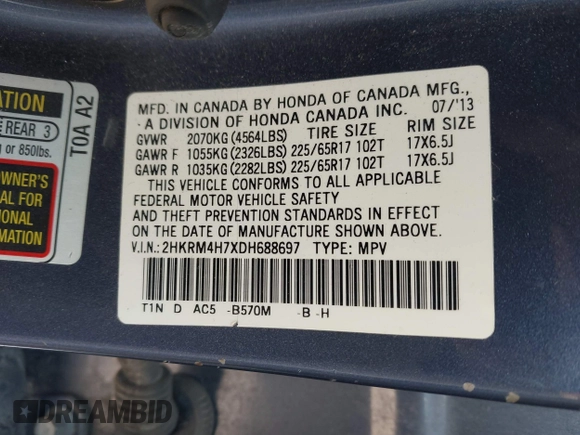 ATION
REAR 3
g or 850lbs.
TOA A2
OWNER'S
AL FOR
IONAL
RMATION
MFD. IN CANADA BY HONDA OF CANADA MFG.,
- A DIVISION OF HONDA CANADA INC. 07/'13
GVWR 2070KG (4564LBS) TIRE SIZE RIM SIZE
GAWR F 1055KG (2326LBS) 225/65R17 102T 17X6.5J
GAWR R 1035KG (2282LBS) 225/65R17 102T 17X6.5J
THIS VEHICLE CONFORMS TO ALL APPLICABLE
FEDERAL MOTOR VEHICLE SAFETY
AND THEFT PREVENTION STANDARDS IN EFFECT
ON THE DATE OF MANUFACTURE SHOWN ABOVE.
V.I.N.: 2HKRM4H7XDH688697 TYPE: MPV
T1N D AC5 -B570M -B -H
DREAMBID